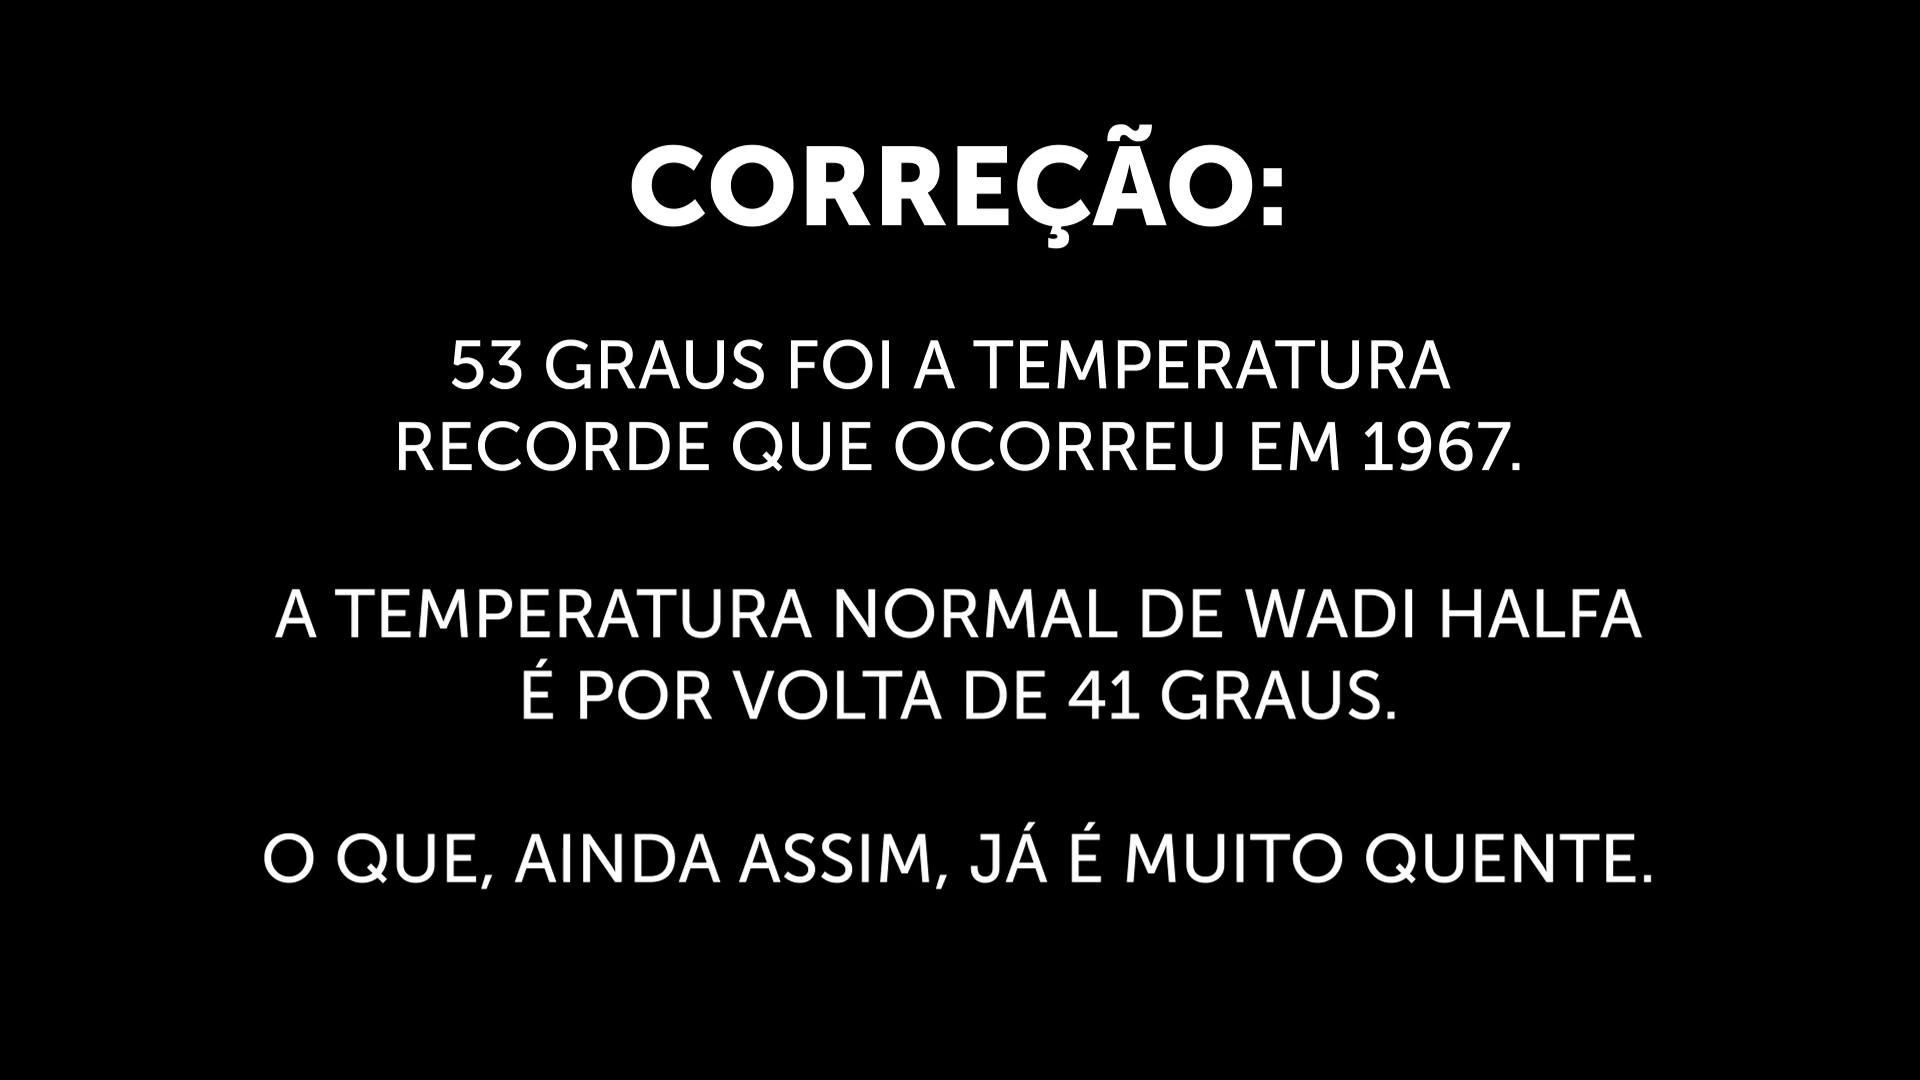 CORREÇÃO:
53 GRAUS FOI A TEMPERATURA
RECORDE QUE OCORREU EM 1967.
A TEMPERATURA NORMAL DE WADI HALFA
É POR VOLTA DE 41 GRAUS.
O QUE, AINDA ASSIM, JÁ É MUITO QUENTE.